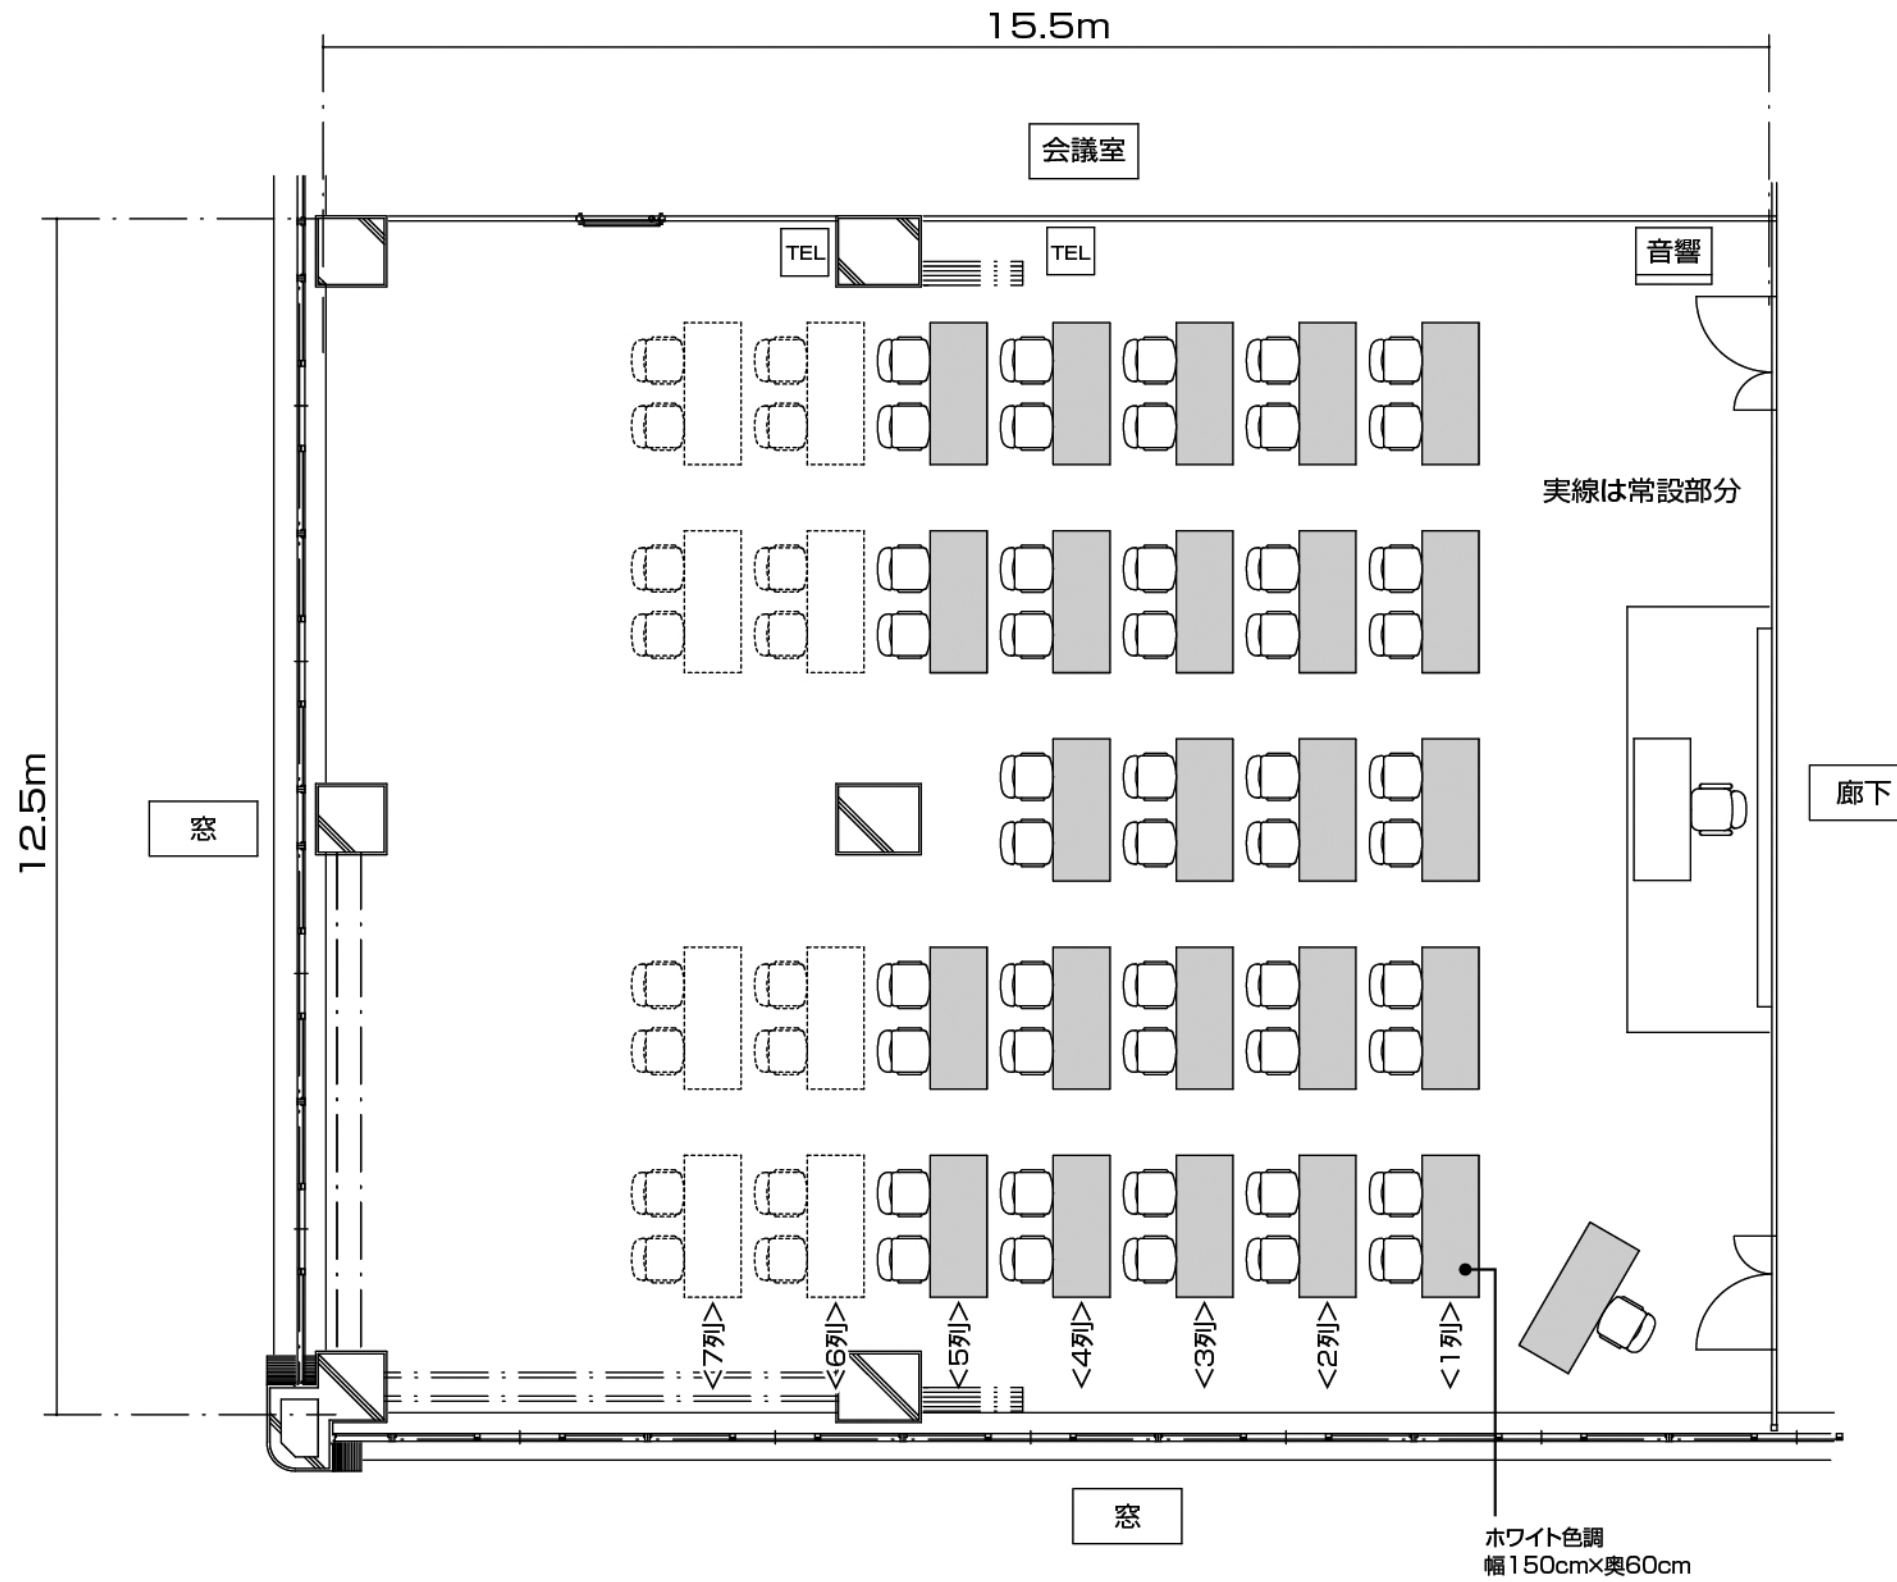 15.5m
会議室
TEL
TEL
音響
実線は常設部分
12.5m
窓
廊下
<7列>
<6列>
<5列>
<4列>
<3列>
<2列>
<1列>
窓
ホワイト色調
幅150cm×奥60cm